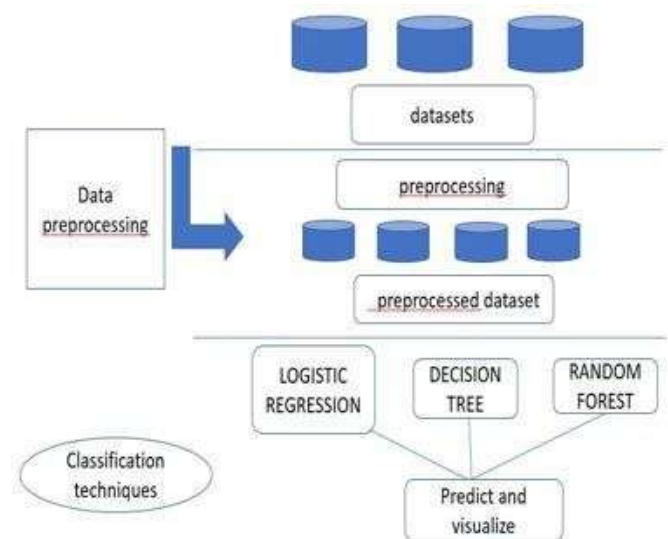 datasets
Data
preprocessing
preprocessing
preprocessed dataset
LOGISTIC
REGRESSION
DECISION
TREE
RANDOM
FOREST
Classification
techniques
Predict and
visualize